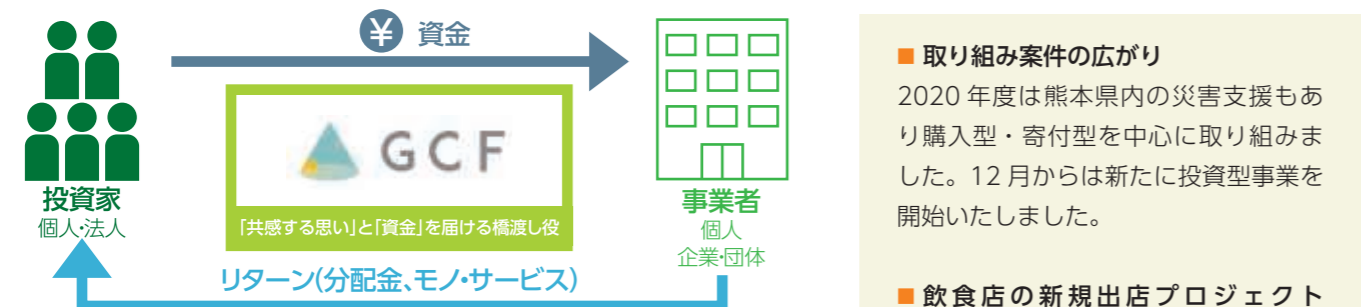 ¥ 資金
GCF
「共感する思い」と「資金」を届ける橋渡し役
投資家
個人・法人
事業者
個人
企業・団体
リターン(分配金、モノ・サービス)
■ 取り組み案件の広がり
2020年度は熊本県内の災害支援もあ
り購入型・寄付型を中心に取り組みま
した。12月からは新たに投資型事業を
開始いたしました。
■ 飲食店の新規出店プロジェクト